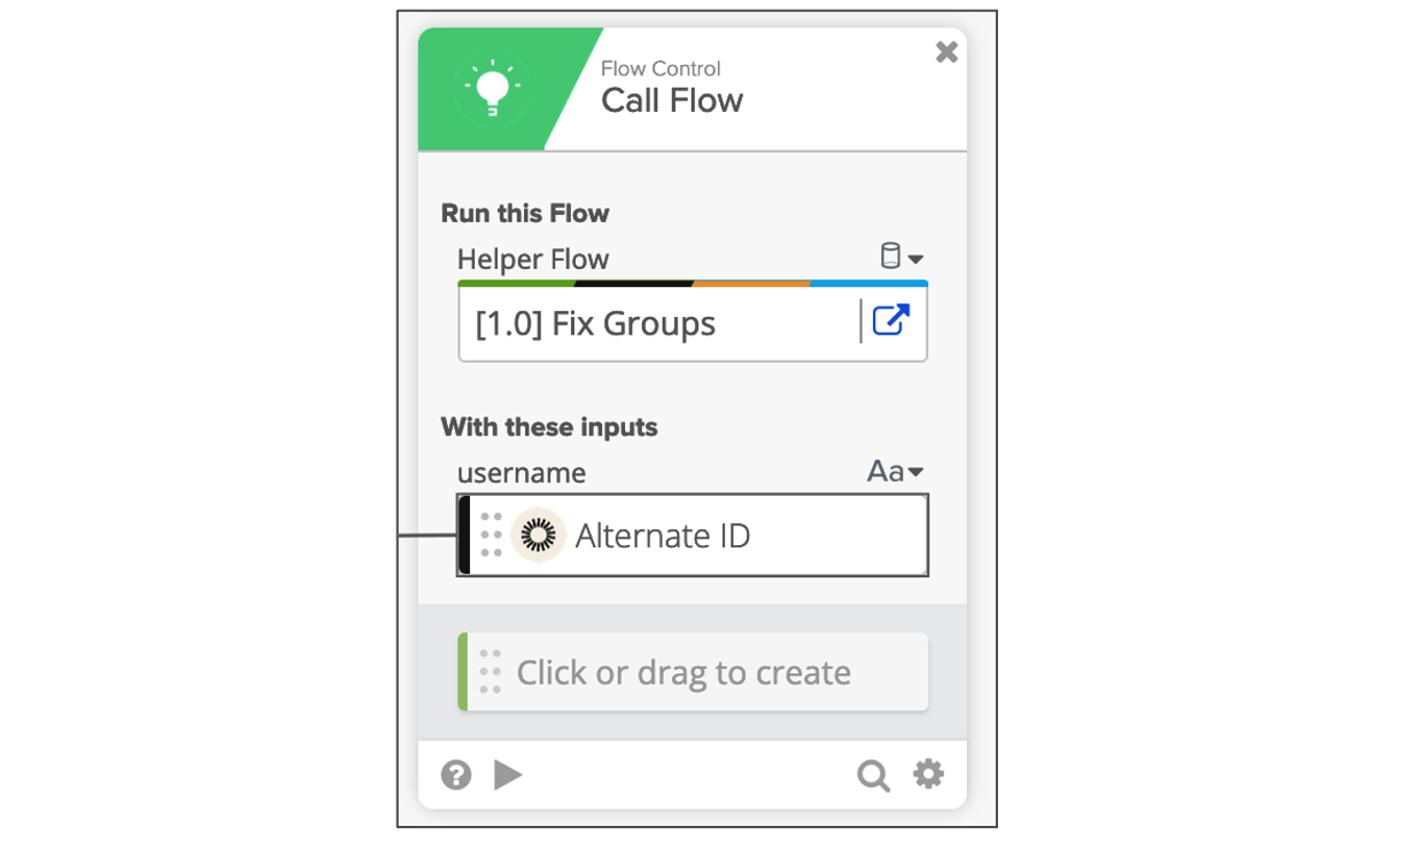 Flow Control
Call Flow
Run this Flow
Helper Flow
[1.0] Fix Groups
With these inputs
username
Aa
Alternate ID
Click or drag to create
?